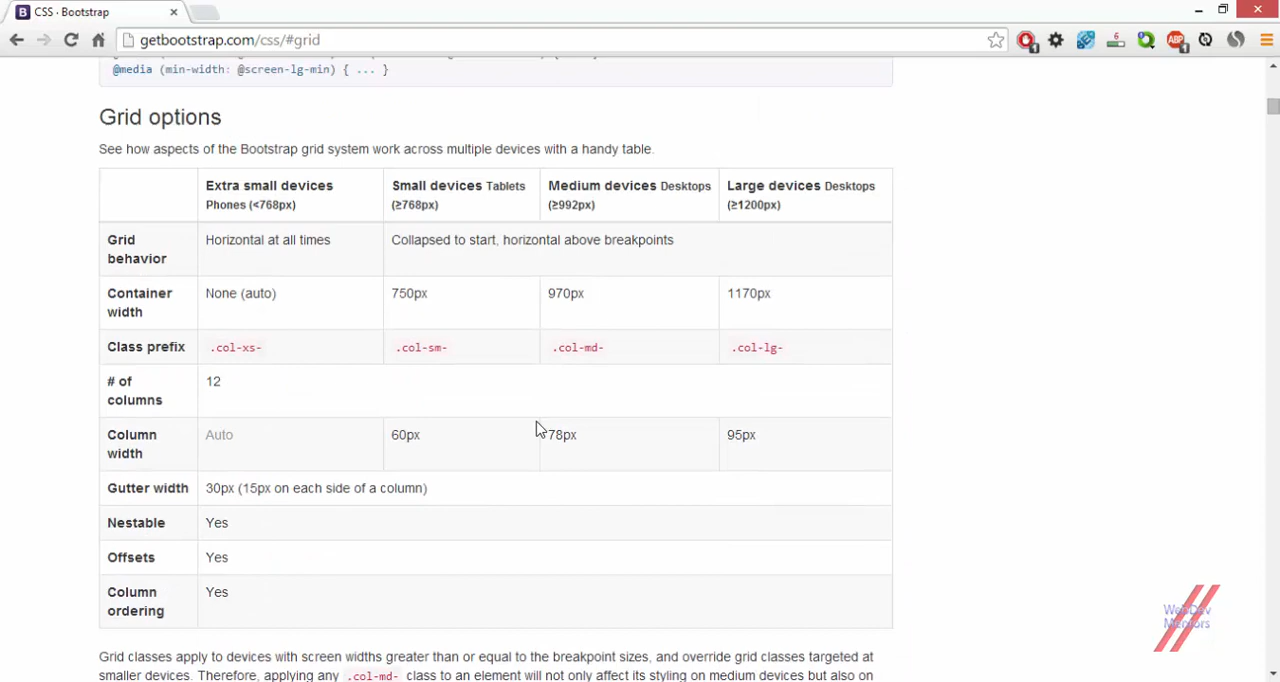 CSS · Bootstrap
getbootstrap.com/css/#grid
@media (min-width: @screen-lg-min) { ... }
Grid options
See how aspects of the Bootstrap grid system work across multiple devices with a handy table.
Extra small devices Phones (<768px)
Small devices Tablets (≥768px)
Medium devices Desktops (≥992px)
Large devices Desktops (≥1200px)
Grid behavior
Horizontal at all times
Collapsed to start, horizontal above breakpoints
Container width
None (auto)
750px
970px
1170px
Class prefix
.col-xs-
.col-sm-
.col-md-
.col-lg-
# of columns
12
Column width
Auto
60px
78px
95px
Gutter width
30px (15px on each side of a column)
Nestable
Yes
Offsets
Yes
Column ordering
Yes
Grid classes apply to devices with screen widths greater than or equal to the breakpoint sizes, and override grid classes targeted at
smaller devices. Therefore, applying any .col-md- class to an element will not only affect its styling on medium devices but also on
WebDev
Mentors